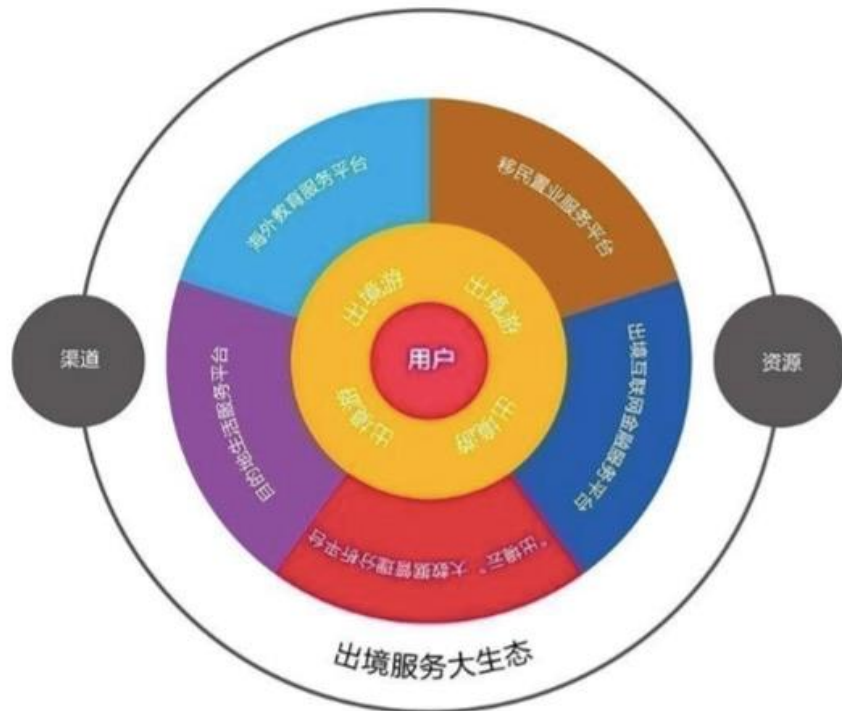 海外教育服务平台
移民置业服务平台
出境游
出境游
渠道
用户
资源
目的地生活服务平台
出境互联网金融服务平台
出境游
出境游
“出境云”大数据管理分析平台
出境服务大生态